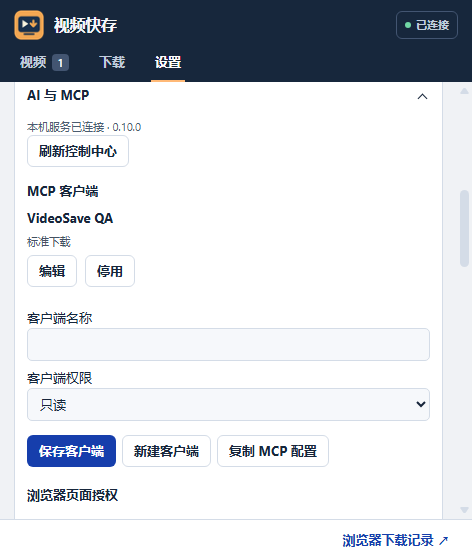 视频快存
已连接
视频 1 下载 设置
AI 与 MCP
本机服务已连接 · 0.10.0
刷新控制中心
MCP 客户端
VideoSave QA
标准下载
编辑 停用
客户端名称
客户端权限
只读
保存客户端 新建客户端 复制 MCP 配置
浏览器页面授权
浏览器下载记录 ↗